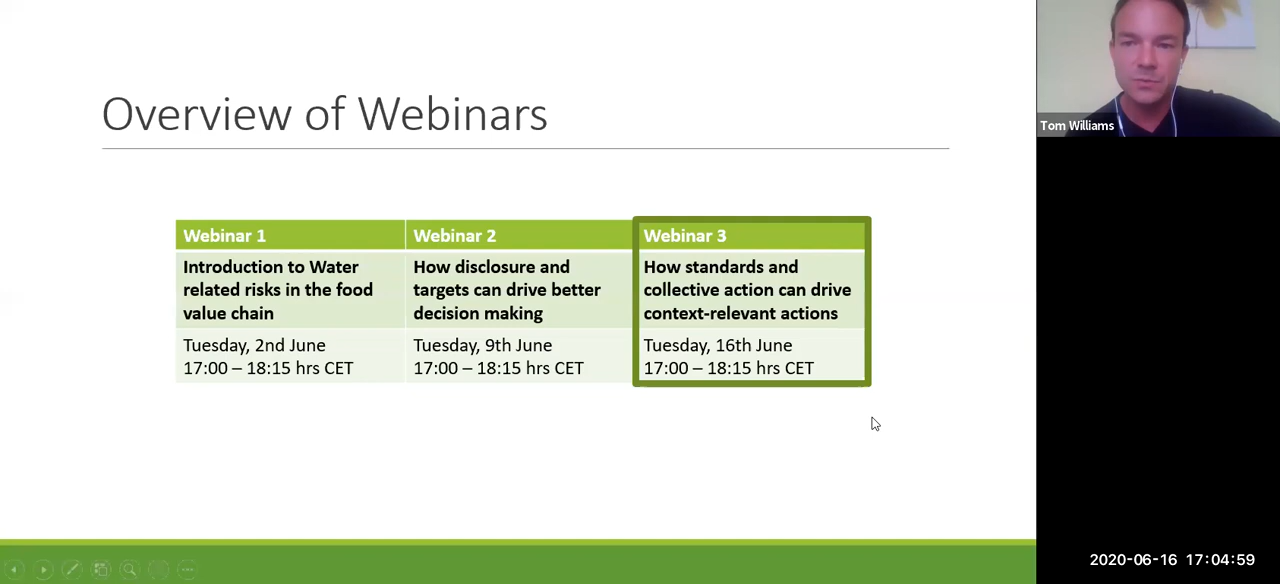 Overview of Webinars
Webinar 1
Introduction to Water
related risks in the food
value chain
Tuesday, 2nd June
17:00 – 18:15 hrs CET
Webinar 2
How disclosure and
targets can drive better
decision making
Tuesday, 9th June
17:00 – 18:15 hrs CET
Webinar 3
How standards and
collective action can drive
context-relevant actions
Tuesday, 16th June
17:00 – 18:15 hrs CET
Tom Williams
2020-06-16 17:04:59